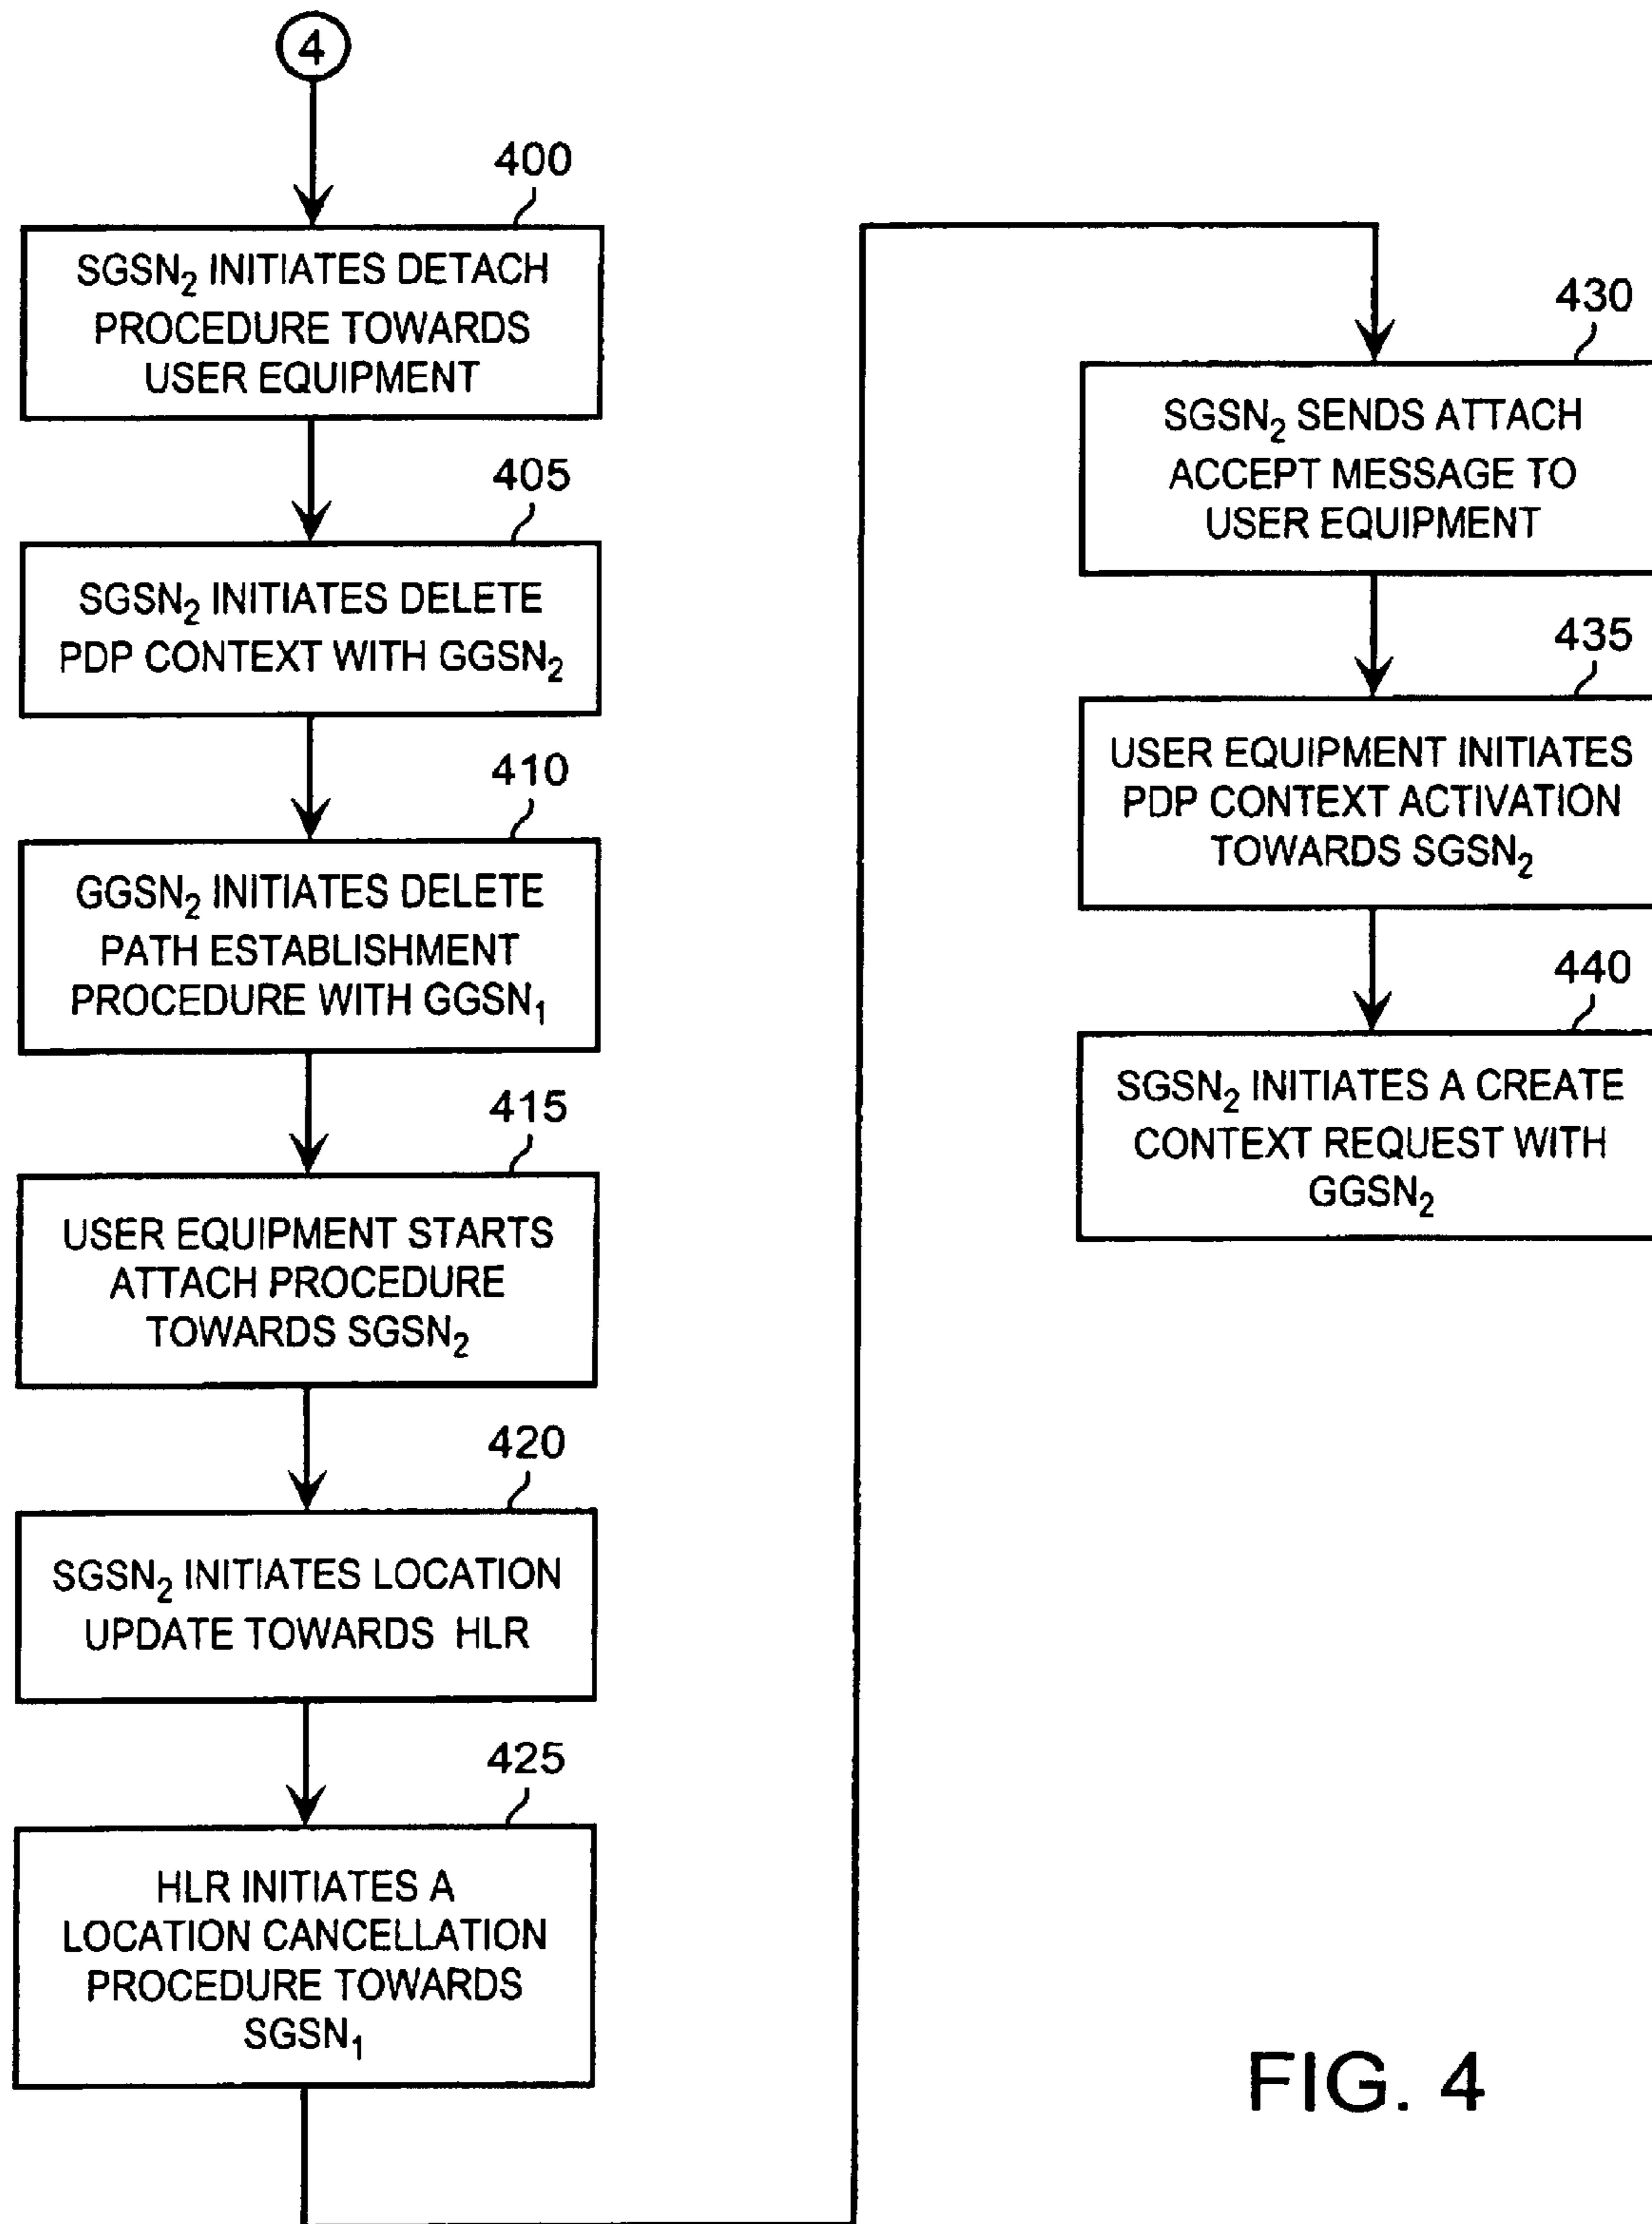 4
400
SGSN₂ INITIATES DETACH
PROCEDURE TOWARDS
USER EQUIPMENT
405
SGSN₂ INITIATES DELETE
PDP CONTEXT WITH GGSN₂
410
GGSN₂ INITIATES DELETE
PATH ESTABLISHMENT
PROCEDURE WITH GGSN₁
415
USER EQUIPMENT STARTS
ATTACH PROCEDURE
TOWARDS SGSN₂
420
SGSN₂ INITIATES LOCATION
UPDATE TOWARDS HLR
425
HLR INITIATES A
LOCATION CANCELLATION
PROCEDURE TOWARDS
SGSN₁
430
SGSN₂ SENDS ATTACH
ACCEPT MESSAGE TO
USER EQUIPMENT
435
USER EQUIPMENT INITIATES
PDP CONTEXT ACTIVATION
TOWARDS SGSN₂
440
SGSN₂ INITIATES A CREATE
CONTEXT REQUEST WITH
GGSN₂
FIG. 4